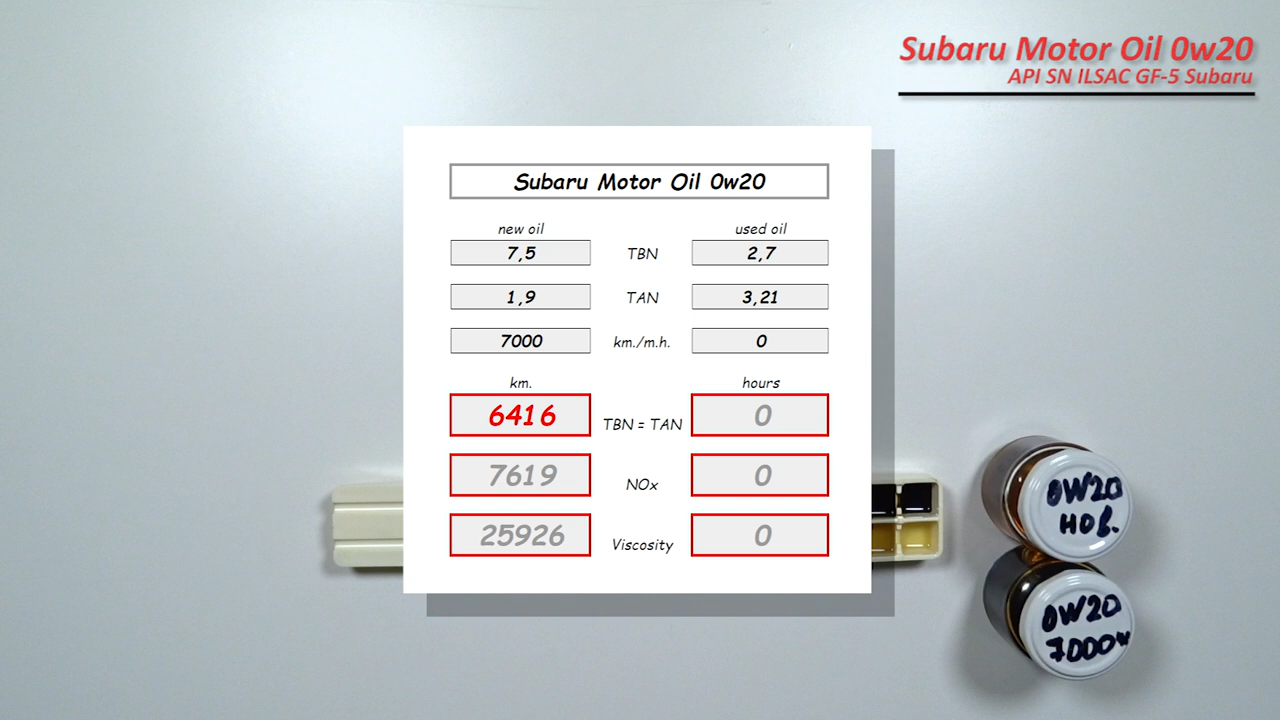 Subaru Motor Oil 0w20
API SN ILSAC GF-5 Subaru
Subaru Motor Oil 0w20
new oil used oil
7,5 TBN 2,7
1,9 TAN 3,21
7000 km./m.h. 0
km. hours
6416 TBN = TAN 0
7619 NOx 0
25926 Viscosity 0
0W20
НОВ.
0W20
7000к